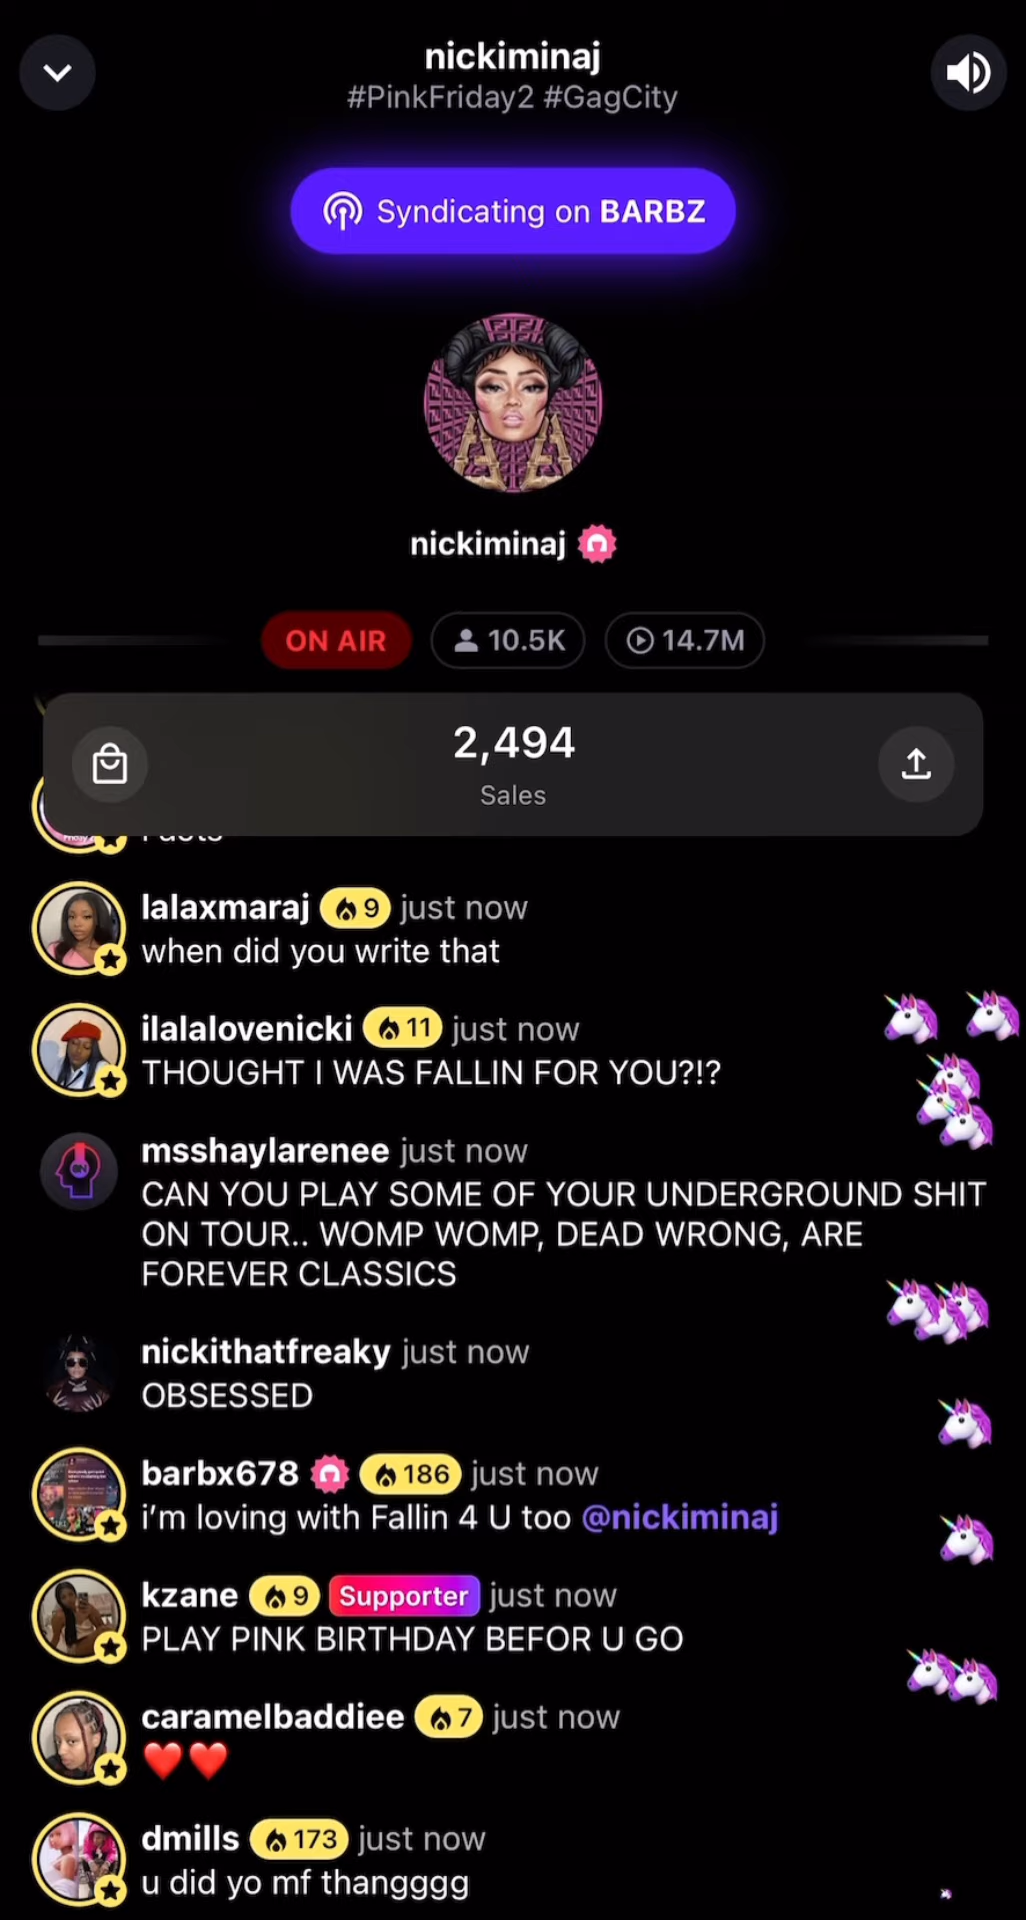 nickiminaj
#PinkFriday2 #GagCity
Syndicating on BARBZ
nickiminaj
ON AIR 10.5K 14.7M
2,494
Sales
lalaxmaraj 9 just now
when did you write that
ilalalovenicki 11 just now
THOUGHT I WAS FALLIN FOR YOU?!?
msshaylarenee just now
CAN YOU PLAY SOME OF YOUR UNDERGROUND SHIT
ON TOUR.. WOMP WOMP, DEAD WRONG, ARE
FOREVER CLASSICS
nickithatfreaky just now
OBSESSED
barbx678 186 just now
i’m loving with Fallin 4 U too @nickiminaj
kzane 9 Supporter just now
PLAY PINK BIRTHDAY BEFOR U GO
caramelbaddiee 7 just now
❤️❤️
dmills 173 just now
u did yo mf thangggg